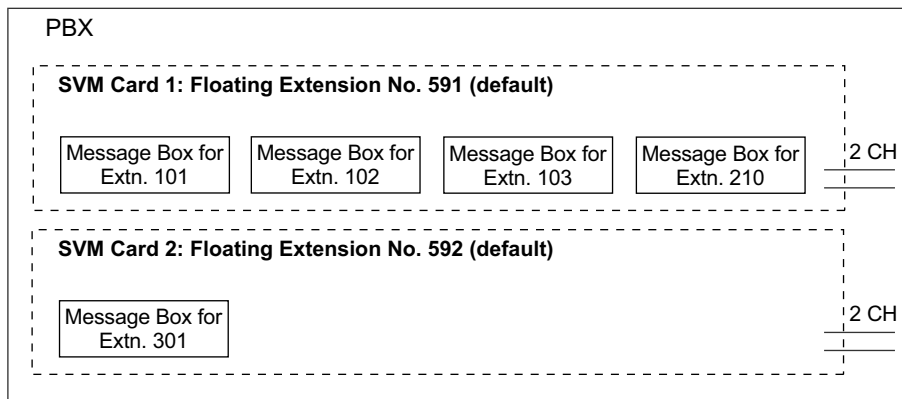 PBX
SVM Card 1: Floating Extension No. 591 (default)
Message Box for
Extn. 101
Message Box for
Extn. 102
Message Box for
Extn. 103
Message Box for
Extn. 210
2 CH
SVM Card 2: Floating Extension No. 592 (default)
Message Box for
Extn. 301
2 CH